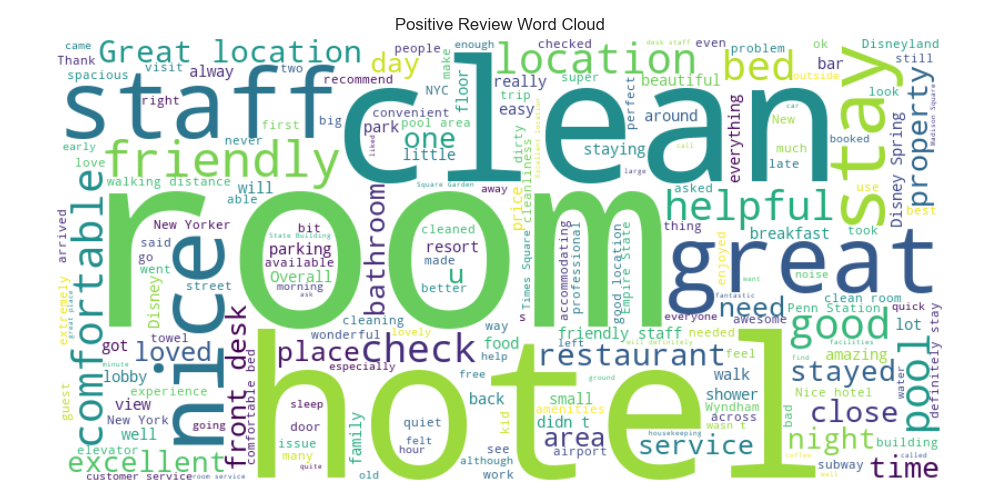 Positive Review Word Cloud
came
Thank
Great location
people
enough
checked
desk staff
even
problem
ok
Disneyland
spacious
visit
two
alway
day
make
location
really
super
beautiful
bed
outside
bar
still
look
staff
clean
stay
property
right
recommend
NYC
floor
trip
easy
perfect
everything
car
New
booked
Madison Square
big
convenient
pool area
Excellent location
around
much
late
early
first
never
park
one
little
liked
dirty
cleanliness
staying
call
Disney Spring
love
friendly
walking distance
will
able
Square Garden
away
price
large
asked
thing
helpful
breakfast
use
took
best
comfortable
nice
room
great
arrived
said
go
went
New Yorker
street
bit
State Building
parking
available
Overall
morning
ask
bathroom
cleaned
resort
made
better
u
Times Square
s
accommodating
professional
good location
Empire State
enjoyed
noise
want
fantastic
need
Penn Station
clean room
quick
extremely
great place
Disney
towel
got
loved
lobby
minute
front desk
comfortable bed
cleaning
wonderful
lovely
place
especially
check
way
food
help
free
friendly staff
left
will definitely
everyone
needed
awesome
restaurant
feel
walk
good
facilities
lot
amazing
find
stayed
water
definitely stay
pool
guest
experience
view
New York
going
well
elevator
excellent
customer service
room service
hotel
sleep
door
issue
many
quite
family
quiet
felt
hour
old
back
see
although
work
kid
small
amenities
didn t
area
airport
ground
housekeeping
service
shower
Wyndham
across
wasn t
bad
Nice hotel
close
night
coffee
wall
building
subway
called
time